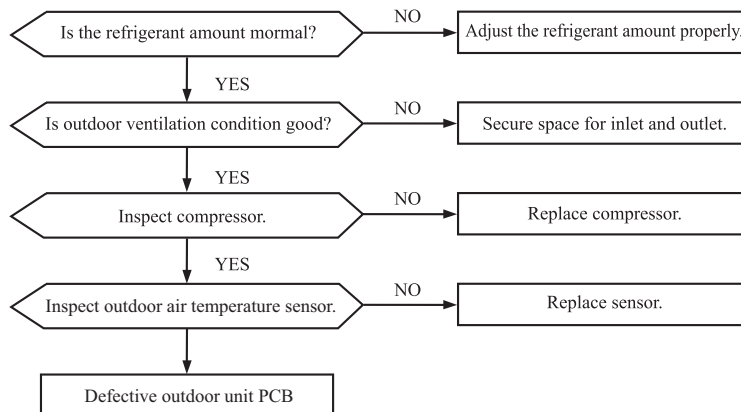 Is the refrigerant amount mormal?
NO
Adjust the refrigerant amount properly.
YES
Is outdoor ventilation condition good?
NO
Secure space for inlet and outlet.
YES
Inspect compressor.
NO
Replace compressor.
YES
Inspect outdoor air temperature sensor.
NO
Replace sensor.
Defective outdoor unit PCB